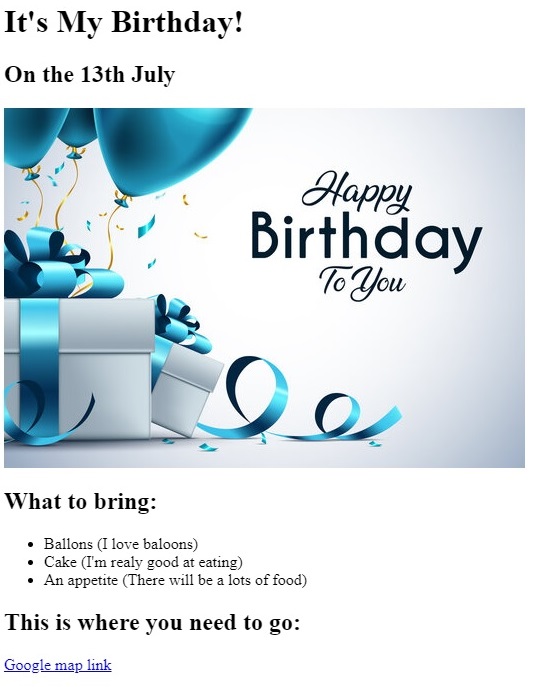 It's My Birthday!
On the 13th July
Happy
Birthday
To You
What to bring:
Ballons (I love baloons)
Cake (I'm realy good at eating)
An appetite (There will be a lots of food)
This is where you need to go:
Google map link